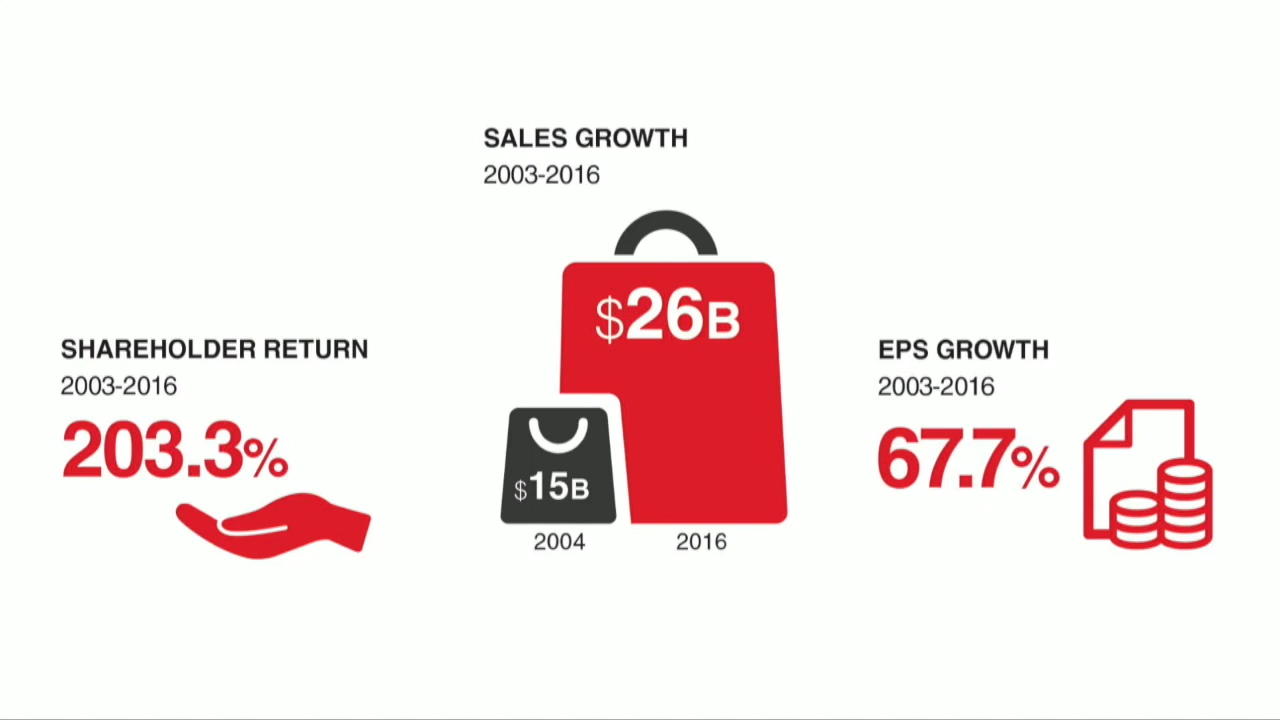 SALES GROWTH
2003-2016
$26B
$15B
2004
2016
SHAREHOLDER RETURN
2003-2016
203.3%
EPS GROWTH
2003-2016
67.7%